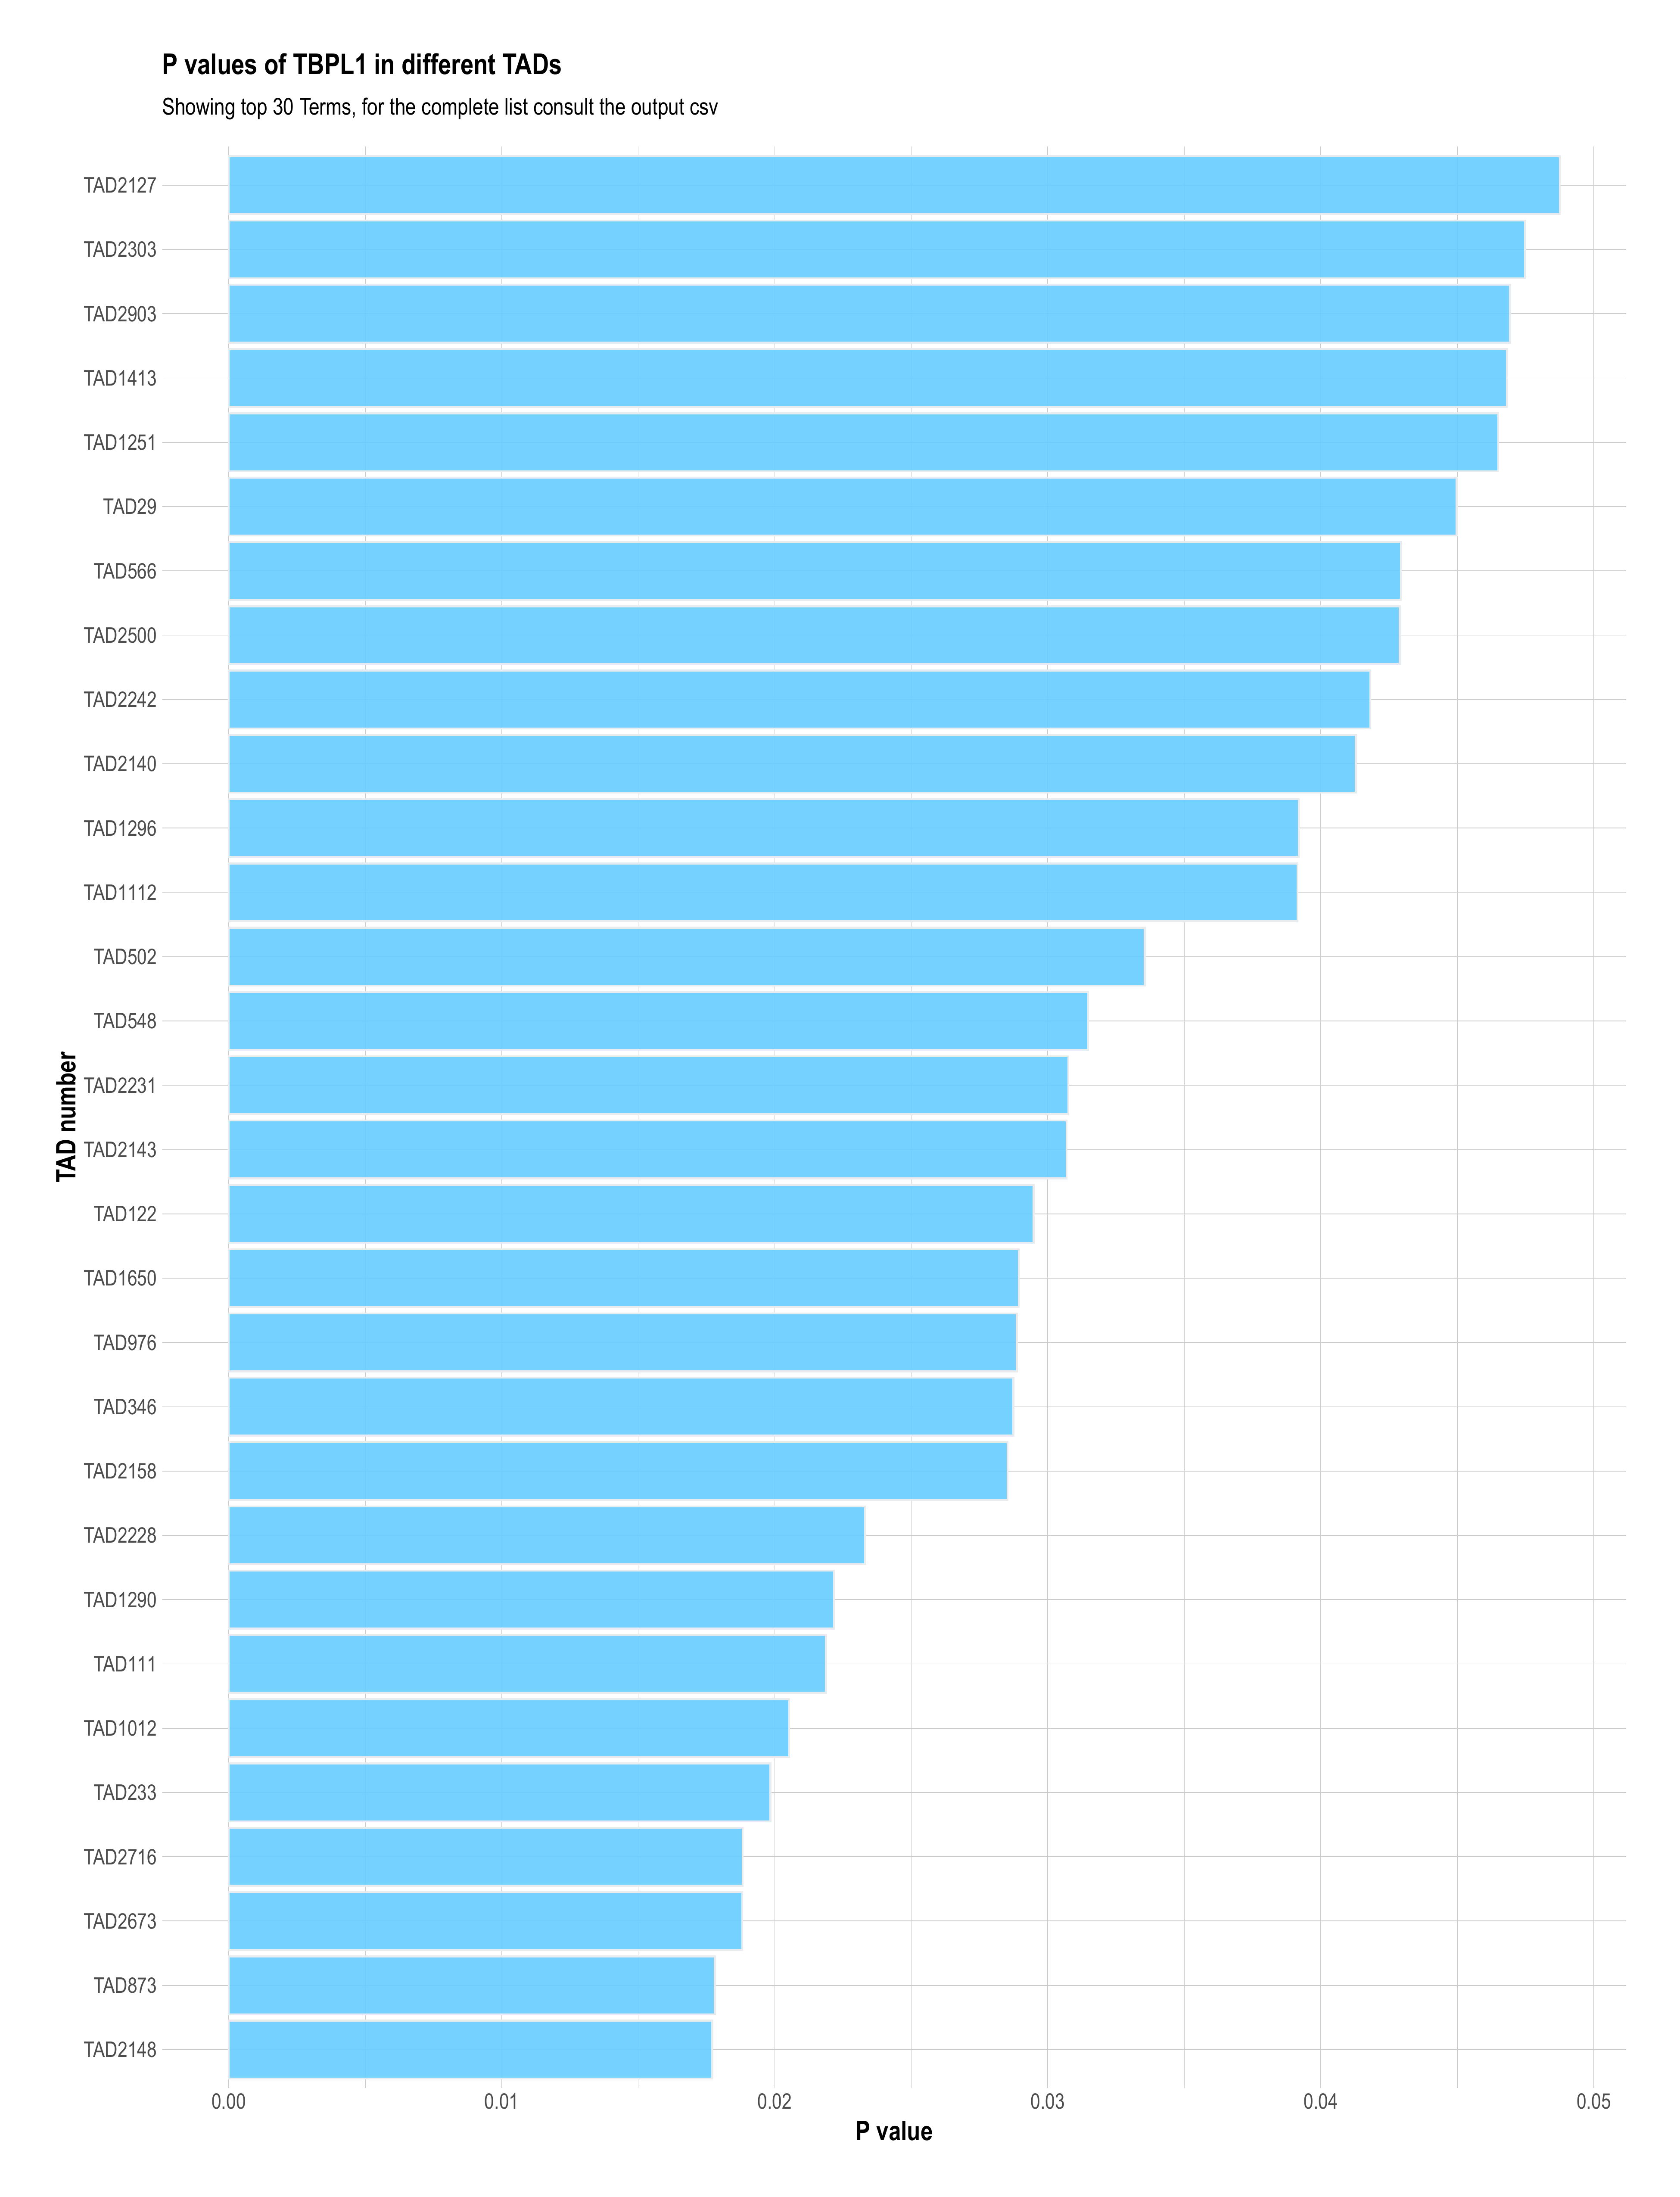 P values of TBPL1 in different TADs
Showing top 30 Terms, for the complete list consult the output csv
TAD2127
TAD2303
TAD2903
TAD1413
TAD1251
TAD29
TAD566
TAD2500
TAD2242
TAD2140
TAD1296
TAD1112
TAD502
TAD548
TAD2231
TAD2143
TAD122
TAD1650
TAD976
TAD346
TAD2158
TAD2228
TAD1290
TAD111
TAD1012
TAD233
TAD2716
TAD2673
TAD873
TAD2148
TAD number
0.00 0.01 0.02 0.03 0.04 0.05
P value